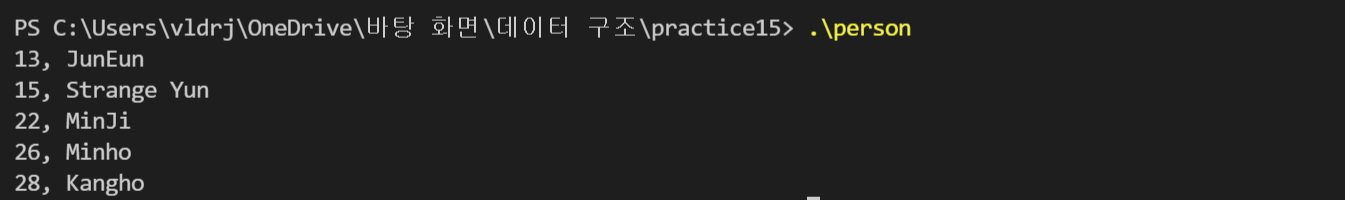 PS C:\Users\vldrj\OneDrive\바탕 화면\데이터 구조\practice15> .\person
13, JunEun
15, Strange Yun
22, MinJi
26, Minho
28, Kangho